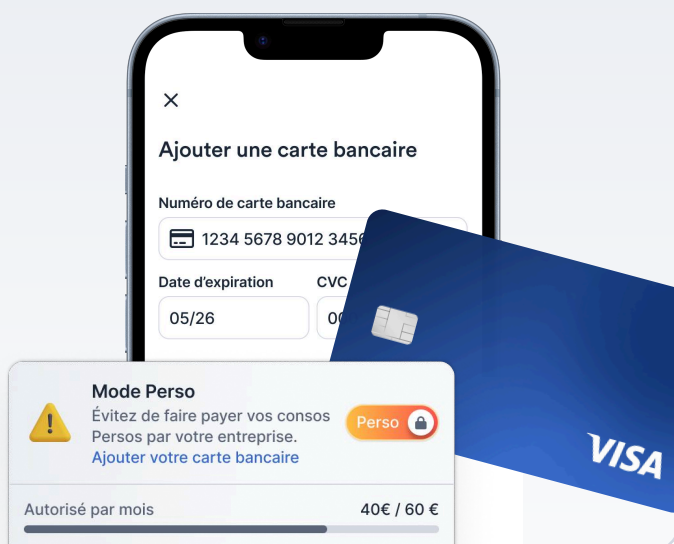 Ajouter une carte bancaire
Numéro de carte bancaire
1234 5678 9012 3456
Date d’expiration
CVC
05/26
Mode Perso
Évitez de faire payer vos consos
Persos par votre entreprise.
Ajouter votre carte bancaire
Perso
Autorisé par mois
40€ / 60 €
VISA